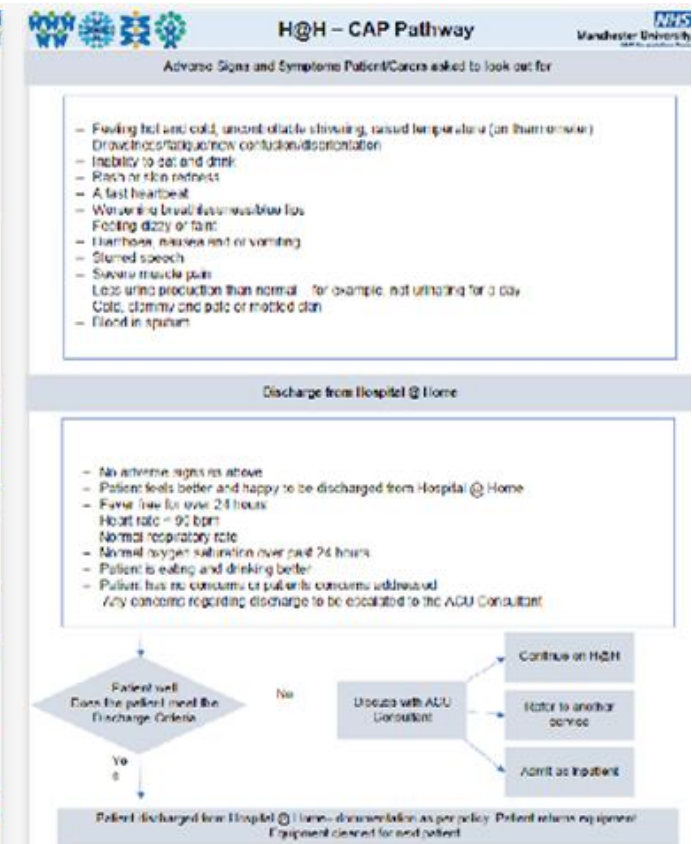 H@H – CAP Pathway
NHS
Manchester University
Adverse Signs and Symptoms Patient/Carers asked to look out for
– Feeling hot and cold, uncontrollable shivering, raised temperature (on thermometer)
Drowsiness/fatigue/new confusion/disorientation
– Inability to eat and drink
– Rash or skin redness
– A fast heartbeat
– Worsening breathlessness/blue lips
Feeling dizzy or faint
– Diarrhoea, nausea and or vomiting
– Slurred speech
– Severe muscle pain
Less urine production than normal for example, not urinating for a day
Cold, clammy and pale or mottled skin
– Blood in sputum
Discharge from Hospital @ Home
– No adverse signs as above
– Patient feels better and happy to be discharged from Hospital @ Home
– Fever free for over 24 hours
Heart rate < 90 bpm
Normal respiratory rate
– Normal oxygen saturation over past 24 hours
– Patient is eating and drinking better
– Patient has no concerns or patients concerns addressed
Any concerns regarding discharge to be escalated to the ACU Consultant
Patient well
Does the patient meet the
Discharge Criteria
No
Discuss with ACU
Consultant
Continue on H@H
Refer to another
service
Admit as inpatient
Ye
s
Patient discharged from Hospital @ Home– documentation as per policy. Patient returns equipment
Equipment cleaned for next patient